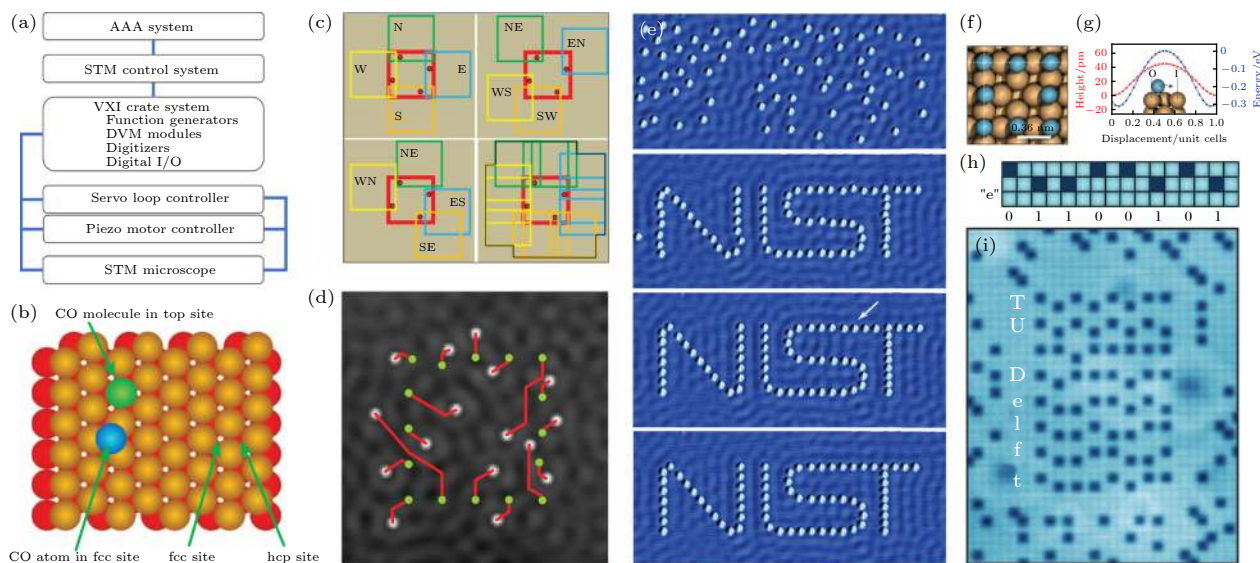 (a)
AAA system
STM control system
VXI crate system
Function generators
DVM modules
Digitizers
Digital I/O
Servo loop controller
Piezo motor controller
STM microscope
(b)
CO molecule in top site
CO atom in fcc site
fcc site
hcp site
(c)
N
W
E
S
NE
EN
WS
SW
NE
WN
ES
SE
(d)
(e)
NIST
NIST
NIST
(f)
0.36 nm
(g)
Height/pm
60
40
20
0
−20
O
I
0
−0.1
−0.2
−0.3
Energy/eV
0 0.2 0.4 0.6 0.8 1.0
Displacement/unit cells
(h)
"e"
0 1 1 0 0 1 0 1
(i)
TU Delft